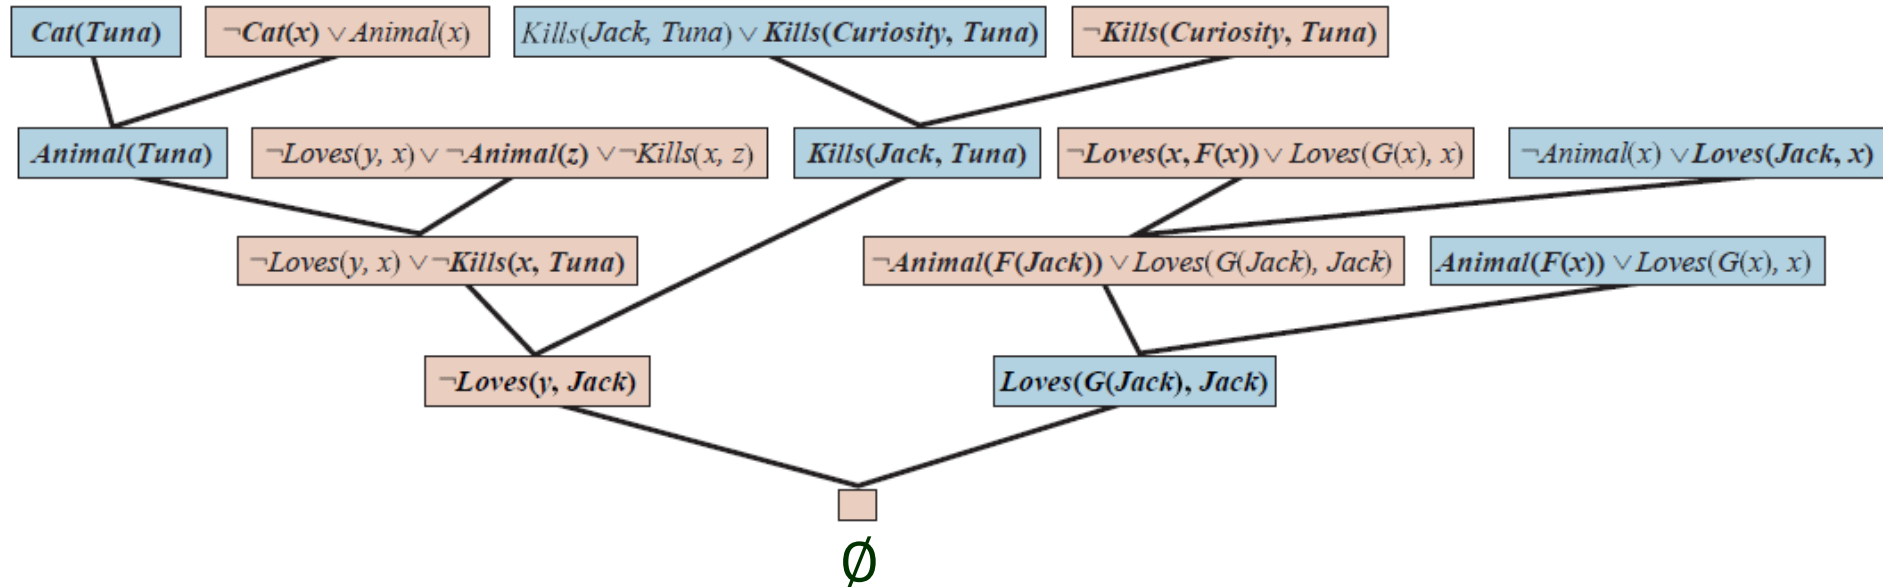 Cat(Tuna) ¬Cat(x) ∨ Animal(x) Kills(Jack, Tuna) ∨ Kills(Curiosity, Tuna) ¬Kills(Curiosity, Tuna)
Animal(Tuna) ¬Loves(y, x) ∨ ¬Animal(z) ∨ ¬Kills(x, z) Kills(Jack, Tuna) ¬Loves(x, F(x)) ∨ Loves(G(x), x) ¬Animal(x) ∨ Loves(Jack, x)
¬Loves(y, x) ∨ ¬Kills(x, Tuna) ¬Animal(F(Jack)) ∨ Loves(G(Jack), Jack) Animal(F(x)) ∨ Loves(G(x), x)
¬Loves(y, Jack) Loves(G(Jack), Jack)
Ø